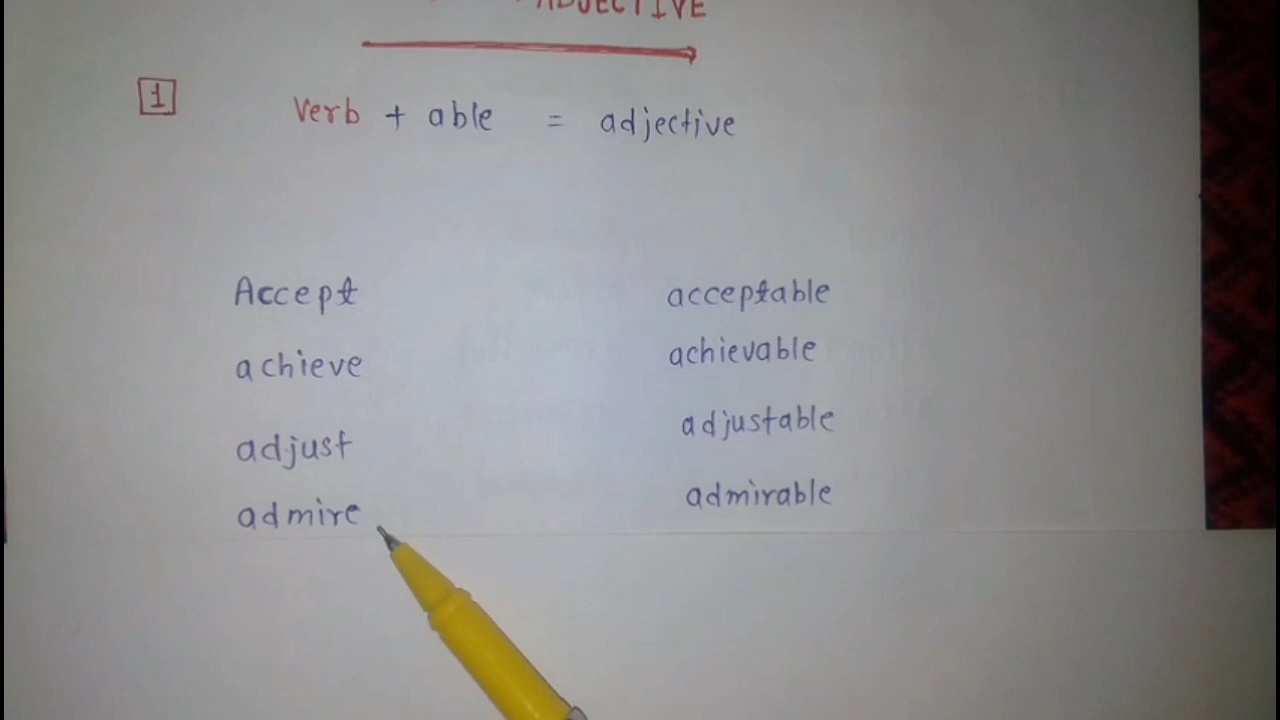 ADJECTIVE
1 Verb + able = adjective
Accept acceptable
achieve achievable
adjust adjustable
admire admirable